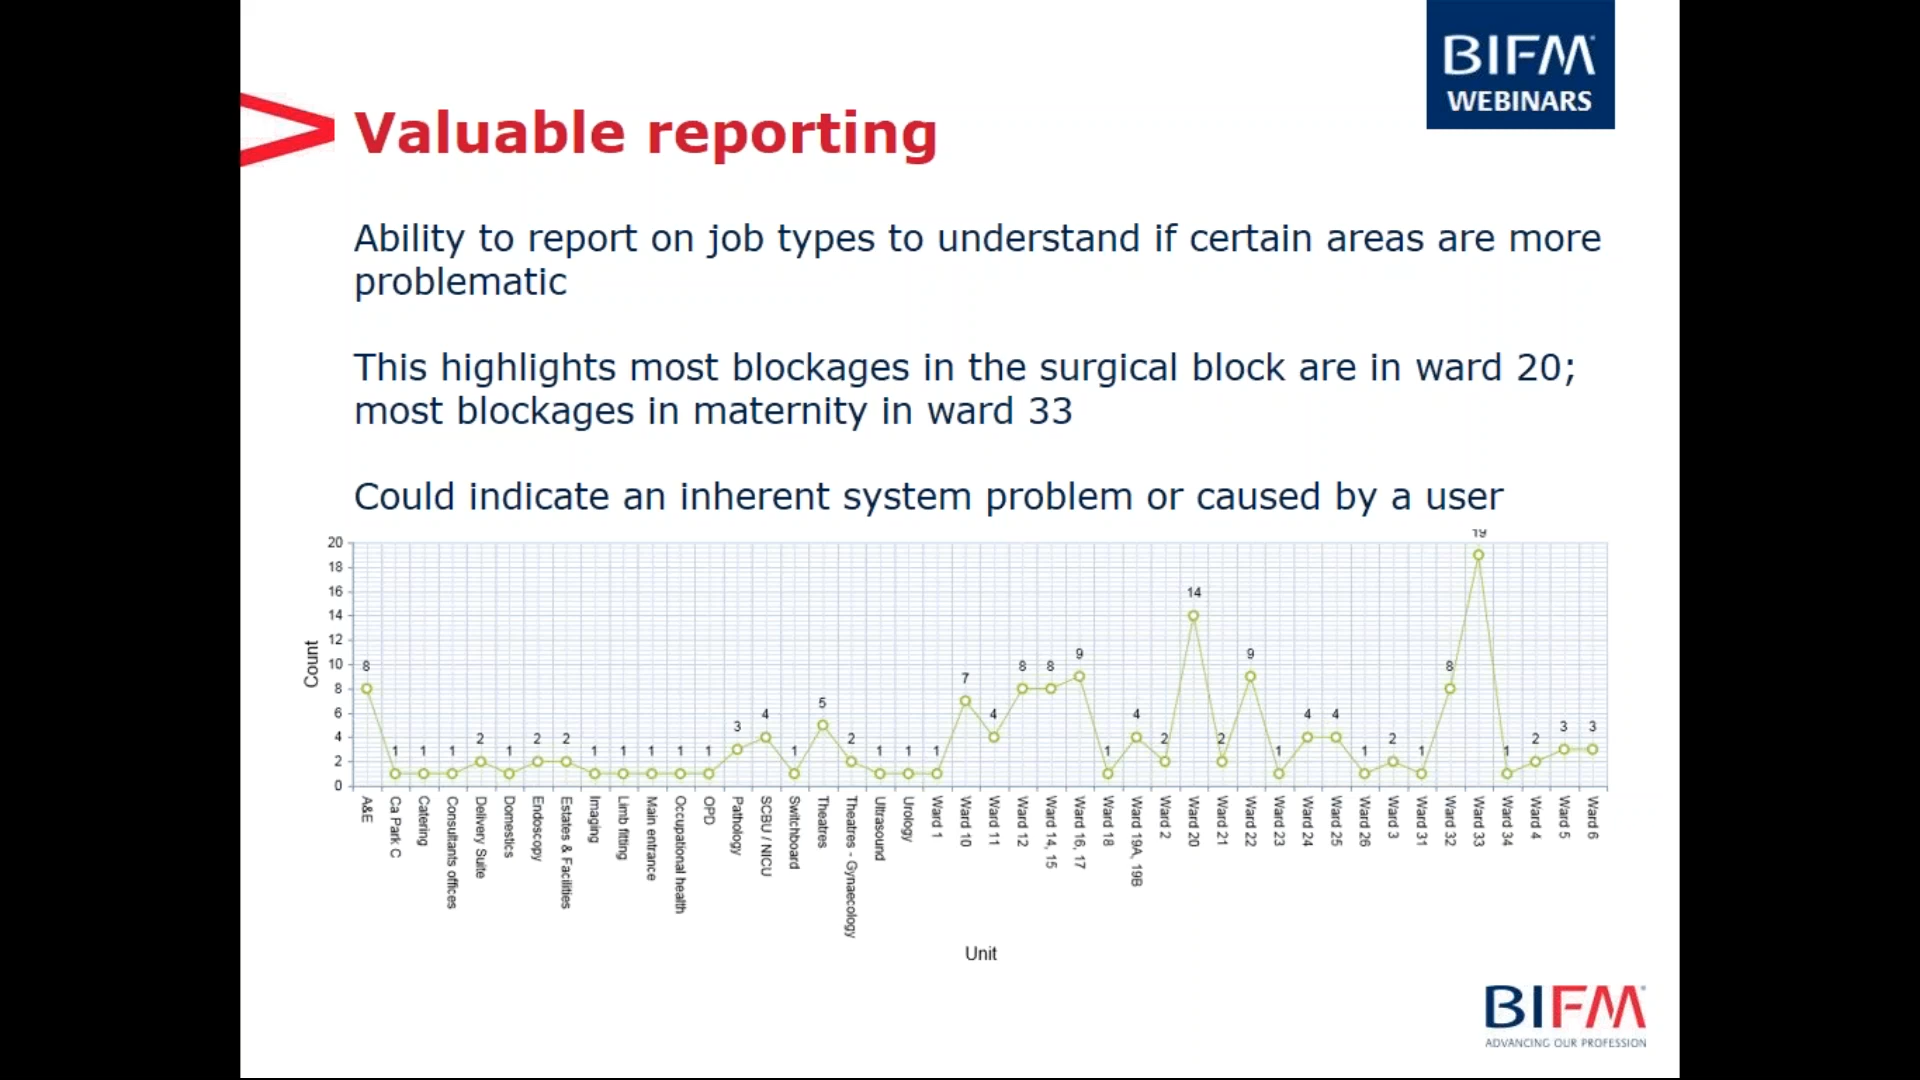 BIFM
WEBINARS
Valuable reporting
Ability to report on job types to understand if certain areas are more
problematic
This highlights most blockages in the surgical block are in ward 20;
most blockages in maternity in ward 33
Could indicate an inherent system problem or caused by a user
20
18
16
14
12
10
8
6
4
2
0
Count
8
1
1
1
2
1
2
2
1
1
1
1
1
3
4
1
5
2
1
1
1
7
4
8
8
9
1
4
2
14
2
9
1
4
4
1
2
1
8
19
1
2
3
3
A&E
Ca Park C
Catering
Consultants offices
Delivery Suite
Domestics
Endoscopy
Estates & Facilities
Imaging
Limb fitting
Main entrance
Occupational health
OPD
Pathology
SCBU / NICU
Switchboard
Theatres
Theatres - Gynaecology
Ultrasound
Urology
Ward 1
Ward 10
Ward 11
Ward 12
Ward 14, 15
Ward 16, 17
Ward 18
Ward 19A, 19B
Ward 2
Ward 20
Ward 21
Ward 22
Ward 23
Ward 24
Ward 25
Ward 26
Ward 3
Ward 31
Ward 32
Ward 33
Ward 34
Ward 4
Ward 5
Ward 6
Unit
BIFM
ADVANCING OUR PROFESSION